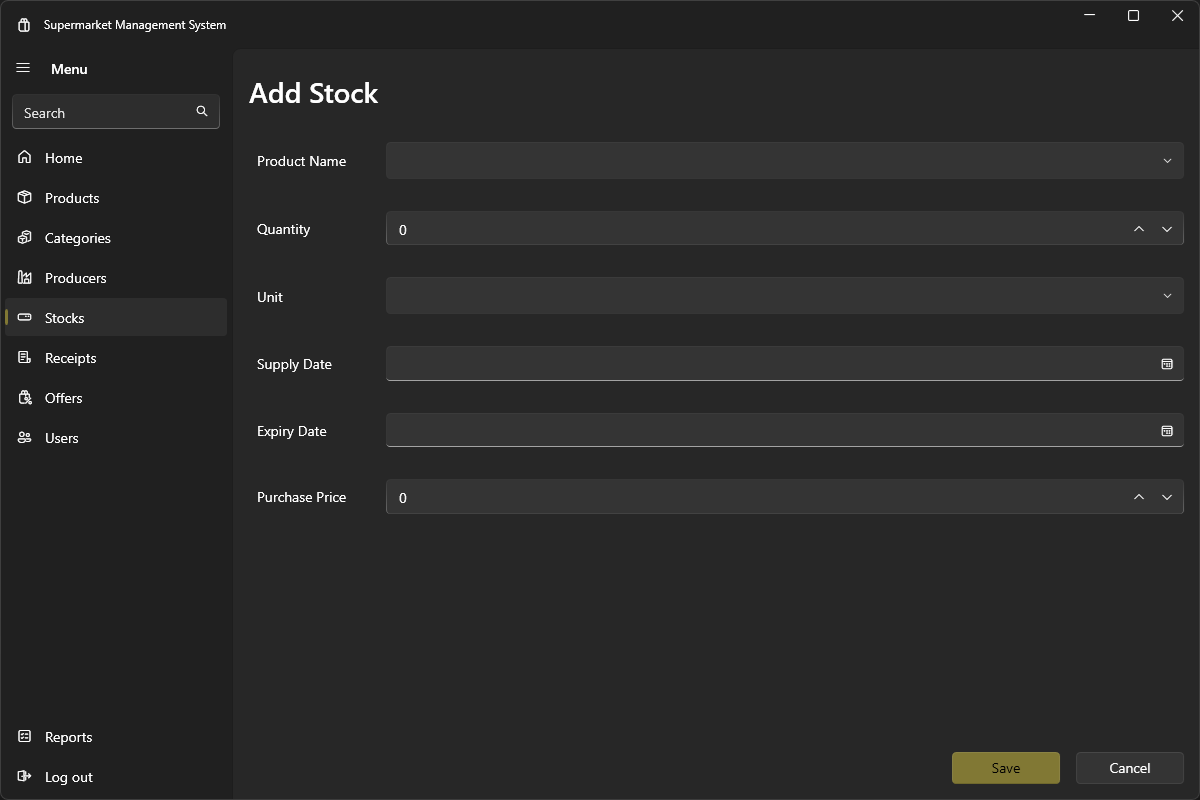 Supermarket Management System
Menu
Search
Home
Products
Categories
Producers
Stocks
Receipts
Offers
Users
Reports
Log out
Add Stock
Product Name
Quantity 0
Unit
Supply Date
Expiry Date
Purchase Price 0
Save Cancel